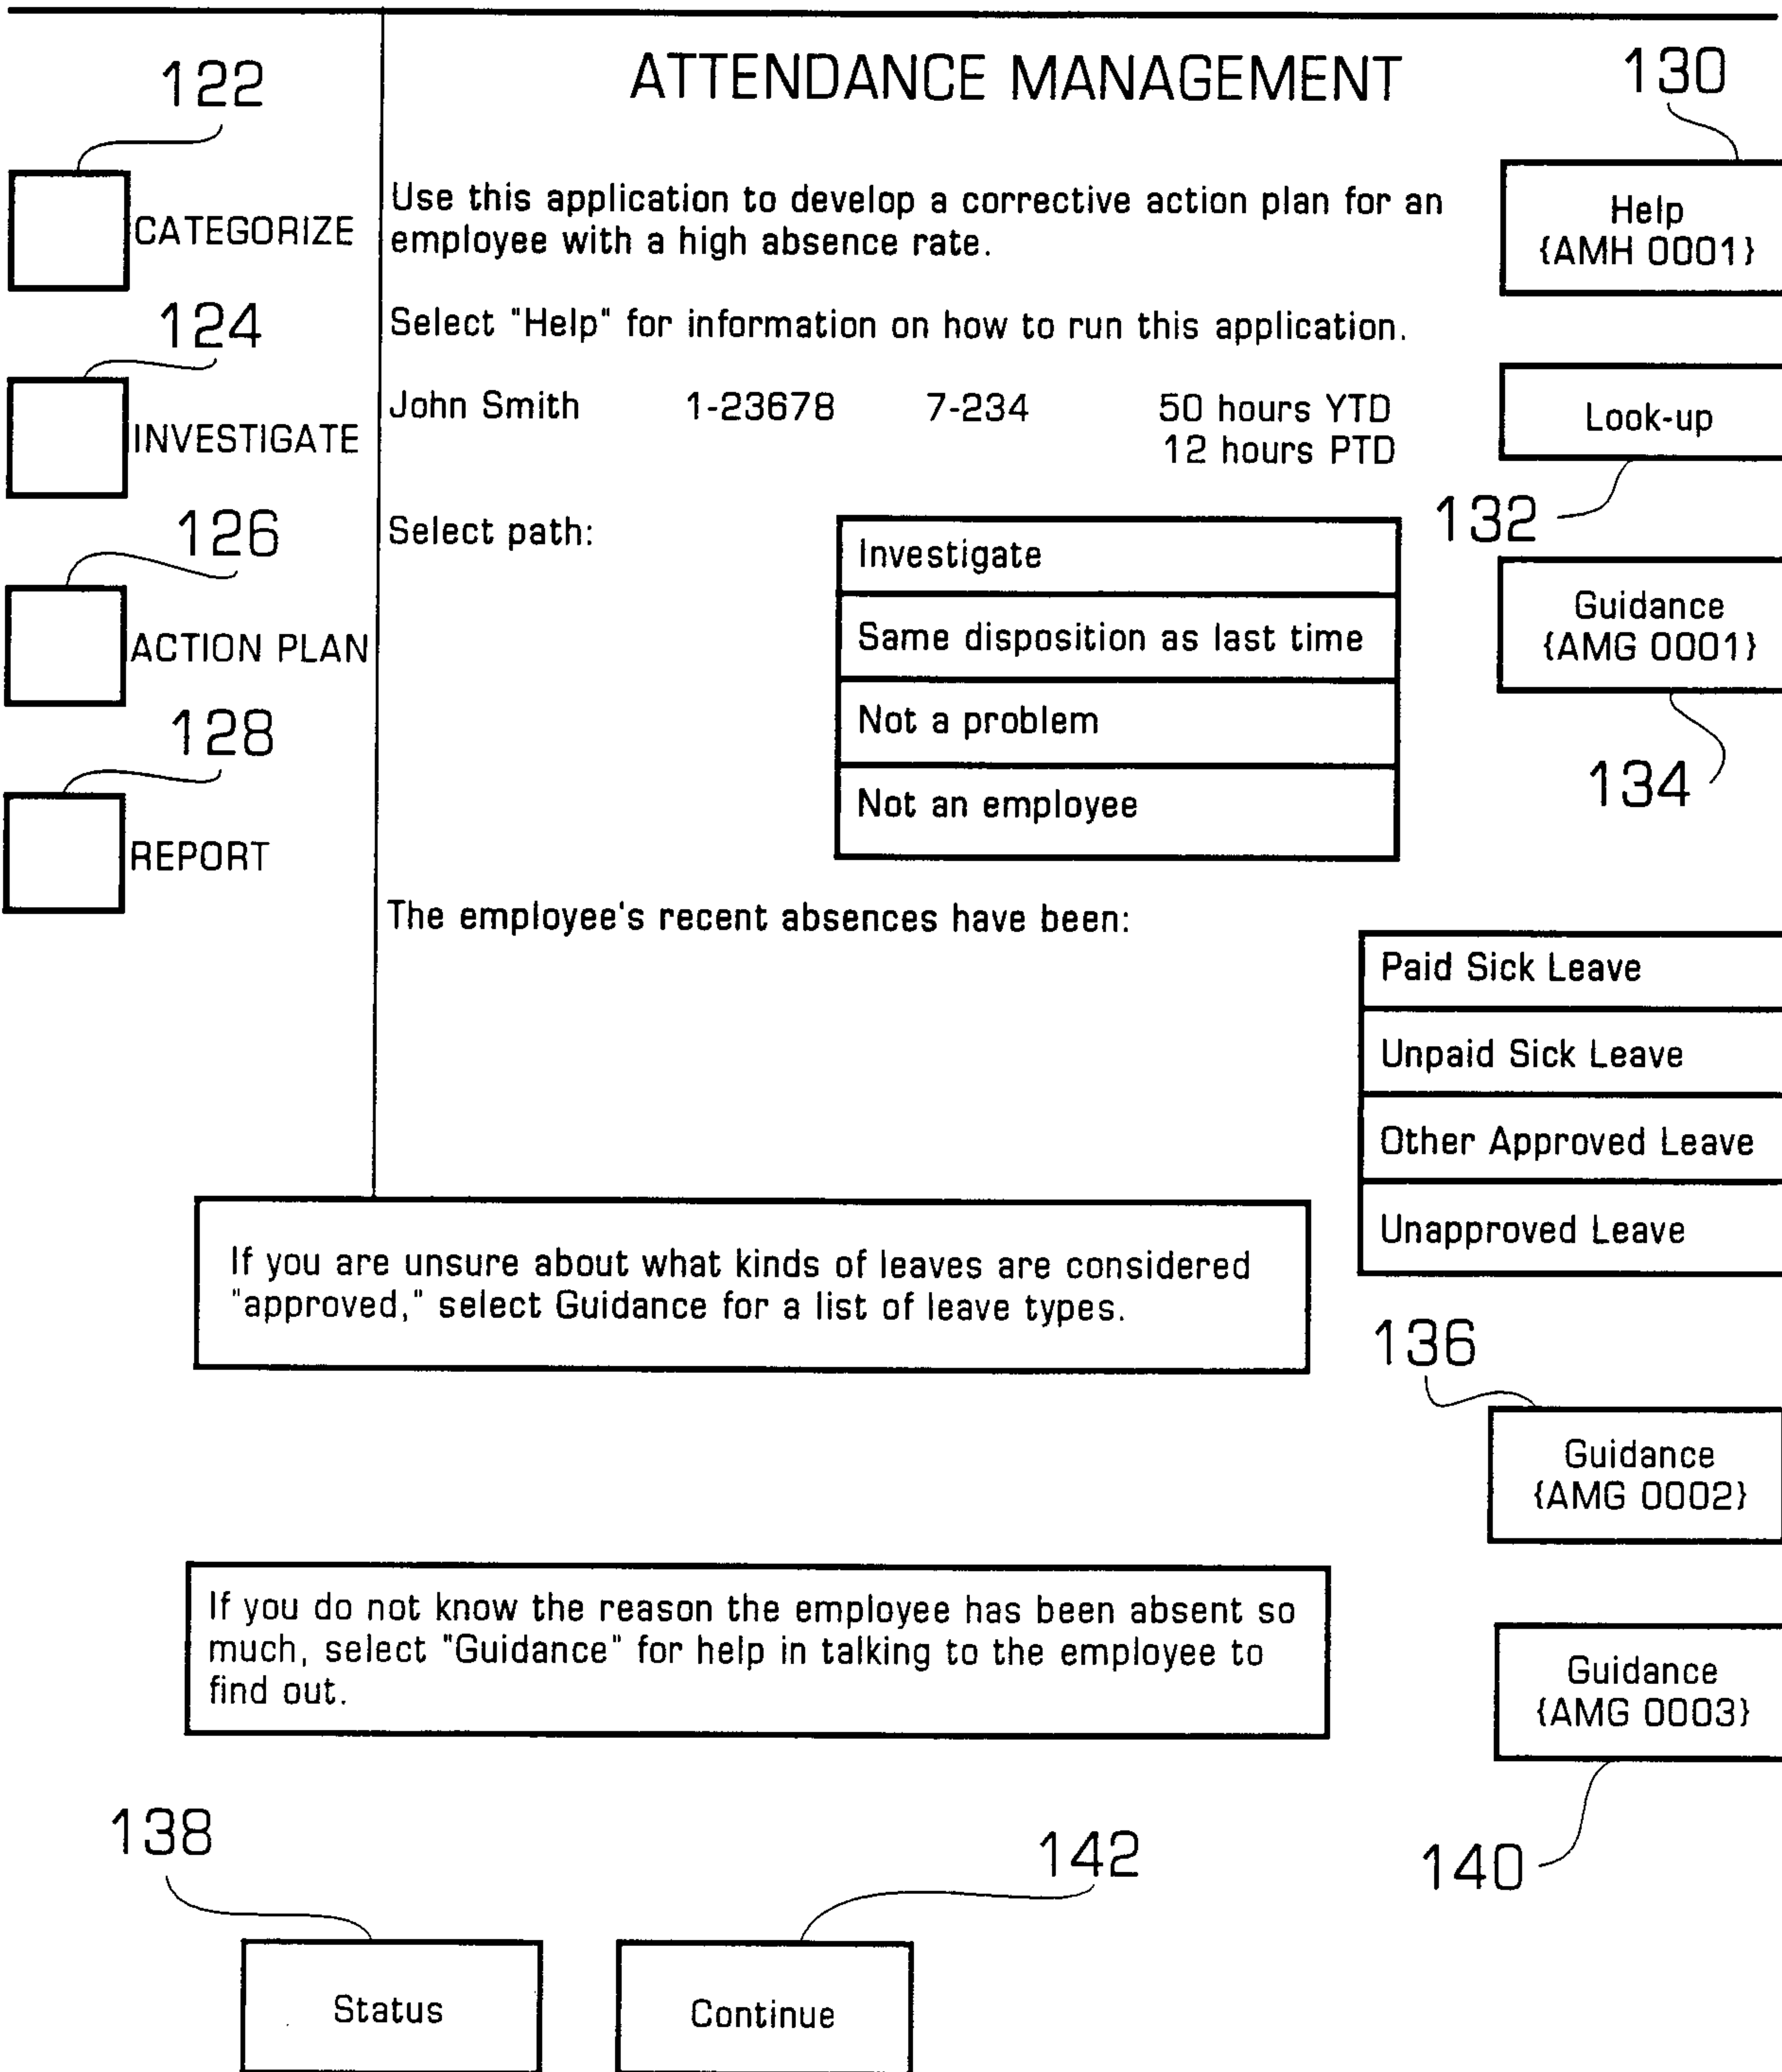 122
ATTENDANCE MANAGEMENT
130
CATEGORIZE
Use this application to develop a corrective action plan for an
employee with a high absence rate.
Help
{AMH 0001}
124
Select "Help" for information on how to run this application.
INVESTIGATE
John Smith 1-23678 7-234 50 hours YTD
12 hours PTD
Look-up
132
126
Select path:
Investigate
Same disposition as last time
Not a problem
Not an employee
Guidance
{AMG 0001}
134
ACTION PLAN
128
REPORT
The employee's recent absences have been:
Paid Sick Leave
Unpaid Sick Leave
Other Approved Leave
Unapproved Leave
If you are unsure about what kinds of leaves are considered
"approved," select Guidance for a list of leave types.
136
Guidance
{AMG 0002}
If you do not know the reason the employee has been absent so
much, select "Guidance" for help in talking to the employee to
find out.
Guidance
{AMG 0003}
138
142
140
Status
Continue